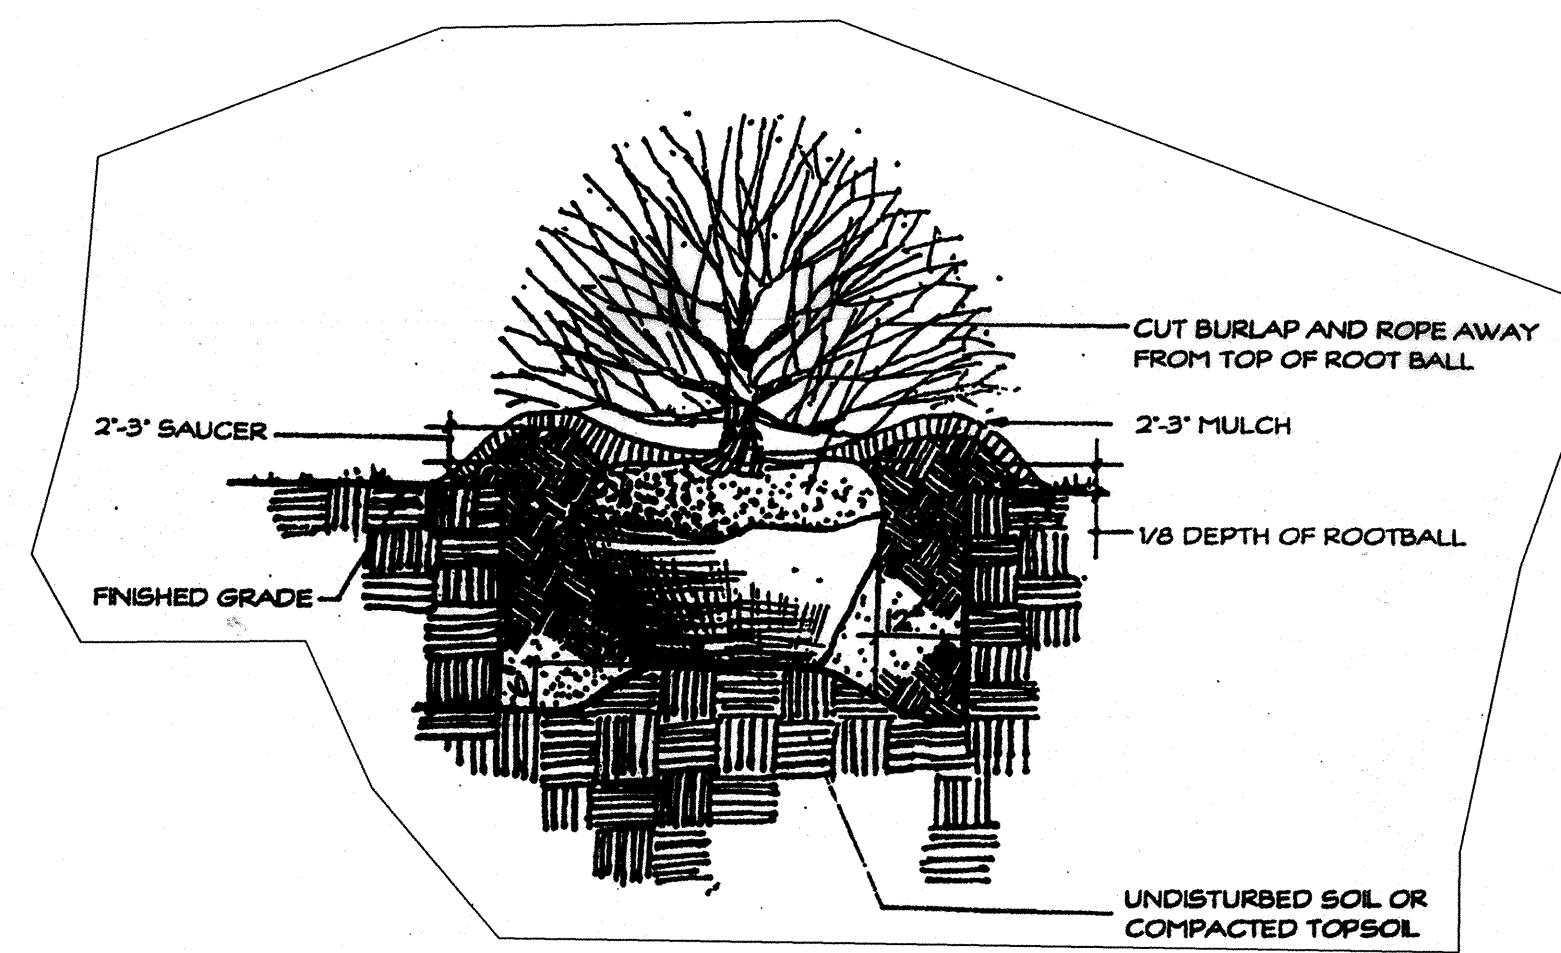 CUT BURLAP AND ROPE AWAY
FROM TOP OF ROOT BALL
2"-3" SAUCER
2"-3" MULCH
1/8 DEPTH OF ROOTBALL
FINISHED GRADE
12"
UNDISTURBED SOIL OR
COMPACTED TOPSOIL